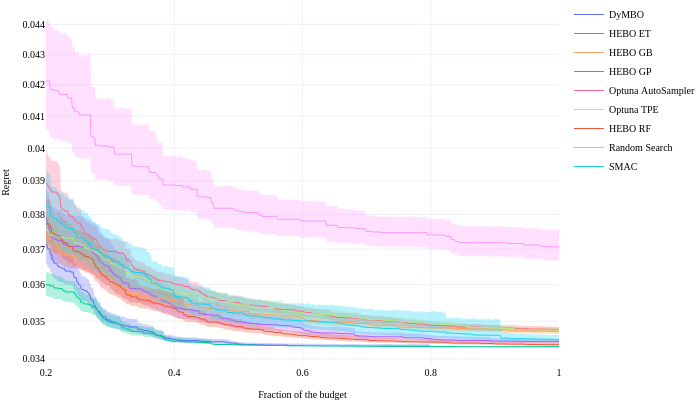 0.044
0.043
0.042
0.041
0.04
0.039
0.038
0.037
0.036
0.035
0.034
Regret
0.2
0.4
0.6
0.8
1
Fraction of the budget
DyMBO
HEBO ET
HEBO GB
HEBO GP
Optuna AutoSampler
Optuna TPE
HEBO RF
Random Search
SMAC